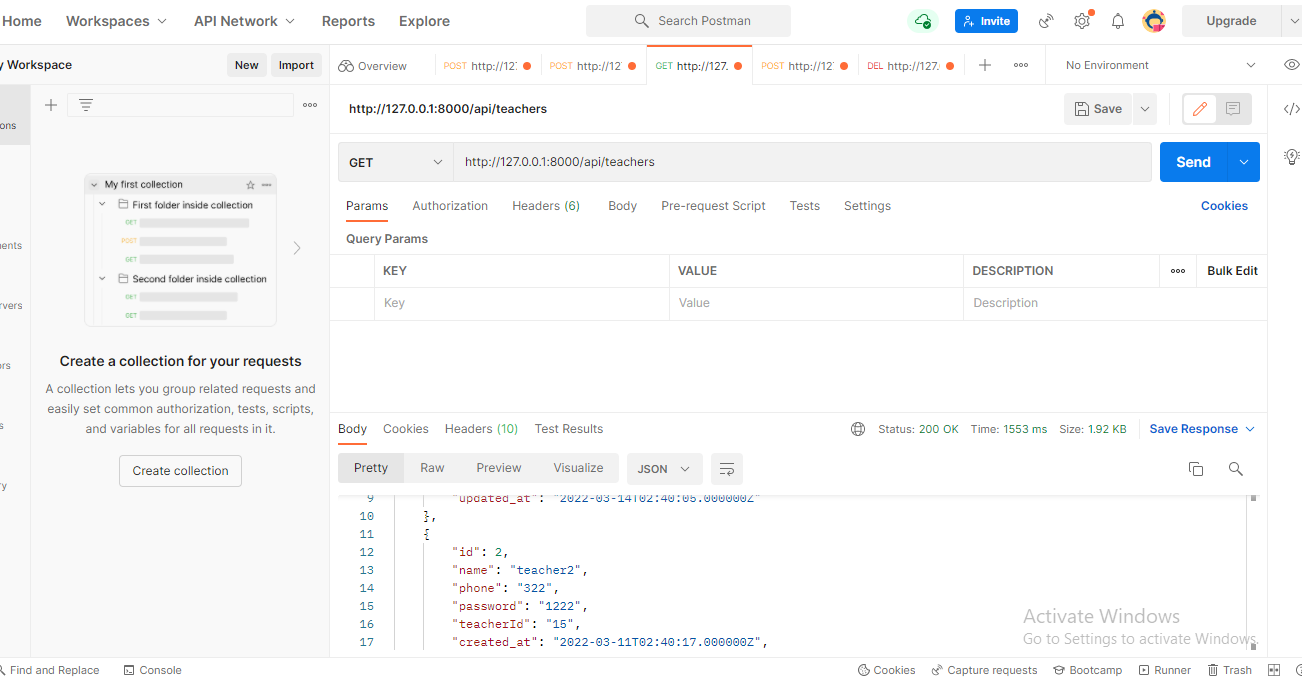 Home Workspaces API Network Reports Explore Search Postman Invite Upgrade
y Workspace New Import Overview POST http://12 POST http://12 GET http://127. POST http://12 DEL http://127. No Environment
http://127.0.0.1:8000/api/teachers Save
ons
GET http://127.0.0.1:8000/api/teachers Send
My first collection
First folder inside collection
GET
POST
GET
Second folder inside collection
GET
GET
Params Authorization Headers (6) Body Pre-request Script Tests Settings Cookies
Query Params
KEY VALUE DESCRIPTION Bulk Edit
Key Value Description
ents
rvers
ors
s
ry
Create a collection for your requests
A collection lets you group related requests and
easily set common authorization, tests, scripts,
and variables for all requests in it.
Create collection
Body Cookies Headers (10) Test Results Status: 200 OK Time: 1553 ms Size: 1.92 KB Save Response
Pretty Raw Preview Visualize JSON
9 "updated_at": "2022-03-14T02:40:05.000000Z"
10 },
11 {
12 "id": 2,
13 "name": "teacher2",
14 "phone": "322",
15 "password": "1222",
16 "teacherId": "15",
17 "created_at": "2022-03-11T02:40:17.000000Z",
Activate Windows
Go to Settings to activate Windows.
Find and Replace Console Cookies Capture requests Bootcamp Runner Trash